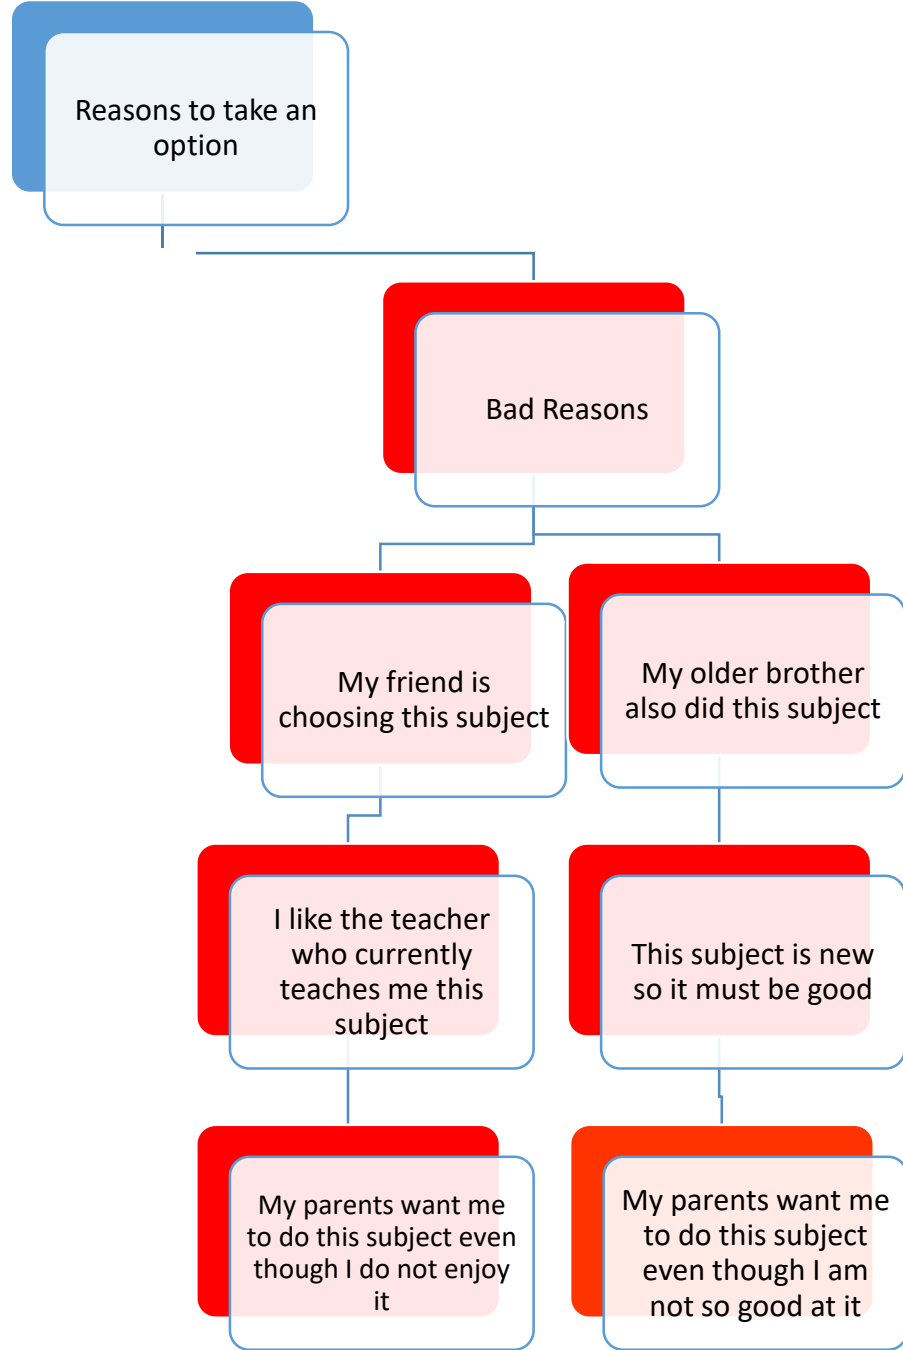 Reasons to take an
option
Bad Reasons
My friend is
choosing this subject
My older brother
also did this subject
I like the teacher
who currently
teaches me this
subject
This subject is new
so it must be good
My parents want me
to do this subject even
though I do not enjoy
it
My parents want me
to do this subject
even though I am
not so good at it